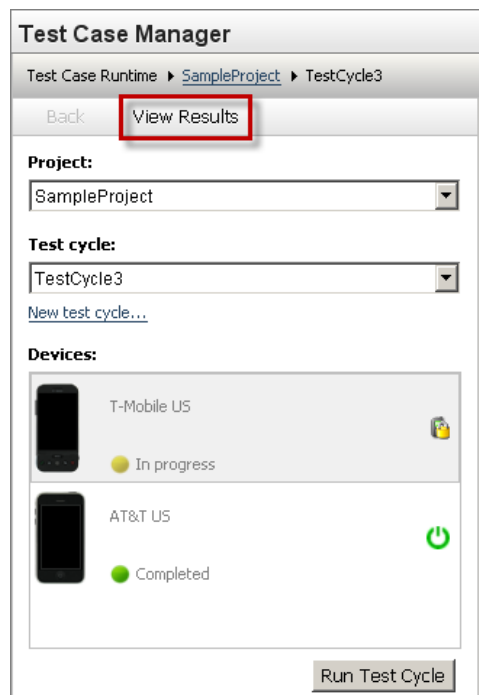 Test Case Manager
Test Case Runtime ▸ SampleProject ▸ TestCycle3
Back View Results
Project:
SampleProject
Test cycle:
TestCycle3
New test cycle...
Devices:
T-Mobile US
In progress
AT&T US
Completed
Run Test Cycle